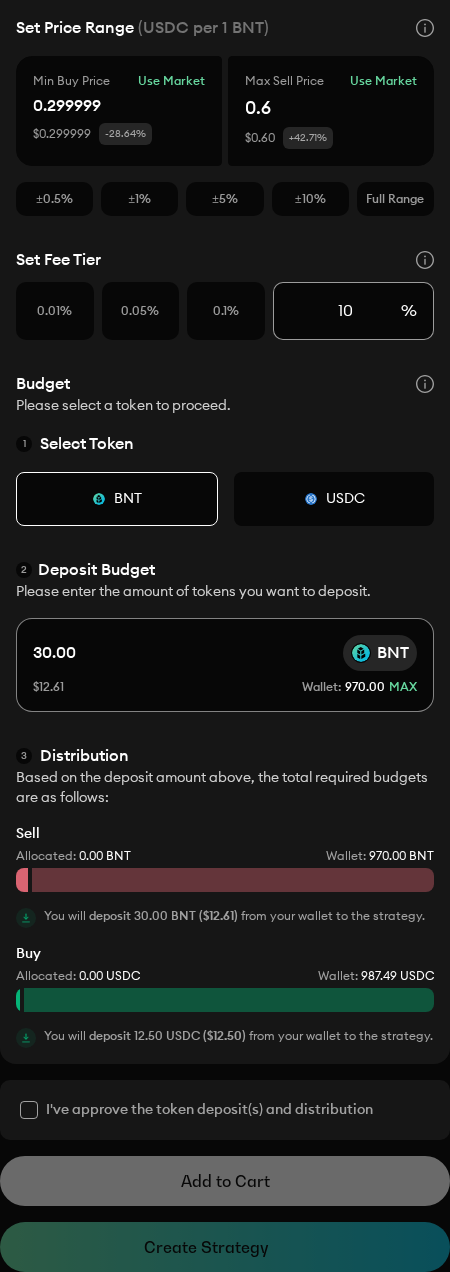 Set Price Range (USDC per 1 BNT)
Min Buy Price Use Market
0.299999
$0.299999 -28.64%
Max Sell Price Use Market
0.6
$0.60 +42.71%
±0.5% ±1% ±5% ±10% Full Range
Set Fee Tier
0.01% 0.05% 0.1% 10 %
Budget
Please select a token to proceed.
1 Select Token
BNT USDC
2 Deposit Budget
Please enter the amount of tokens you want to deposit.
30.00 BNT
$12.61 Wallet: 970.00 MAX
3 Distribution
Based on the deposit amount above, the total required budgets
are as follows:
Sell
Allocated: 0.00 BNT Wallet: 970.00 BNT
You will deposit 30.00 BNT ($12.61) from your wallet to the strategy.
Buy
Allocated: 0.00 USDC Wallet: 987.49 USDC
You will deposit 12.50 USDC ($12.50) from your wallet to the strategy.
I've approve the token deposit(s) and distribution
Add to Cart
Create Strategy